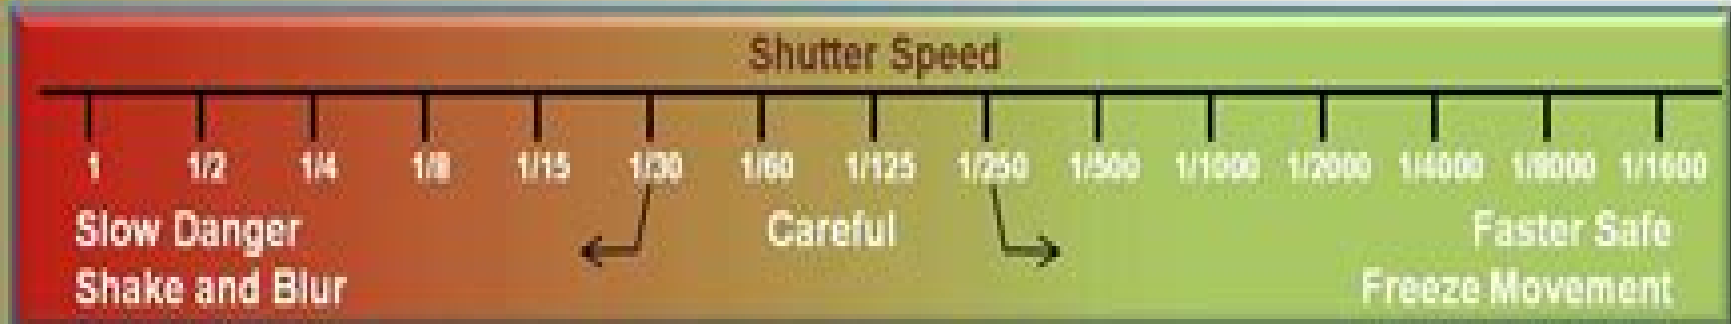 Shutter Speed
1 1/2 1/4 1/8 1/15 1/30 1/60 1/125 1/250 1/500 1/1000 1/2000 1/4000 1/8000 1/1600
Slow Danger Careful Faster Safe
Shake and Blur Freeze Movement